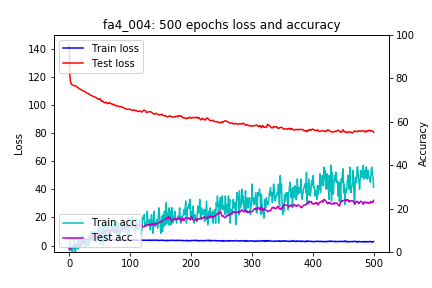 fa4_004: 500 epochs loss and accuracy
Train loss
Test loss
Train acc
Test acc
Loss
Accuracy
140
120
100
80
60
40
20
0
100
80
60
40
20
0
0
100
200
300
400
500